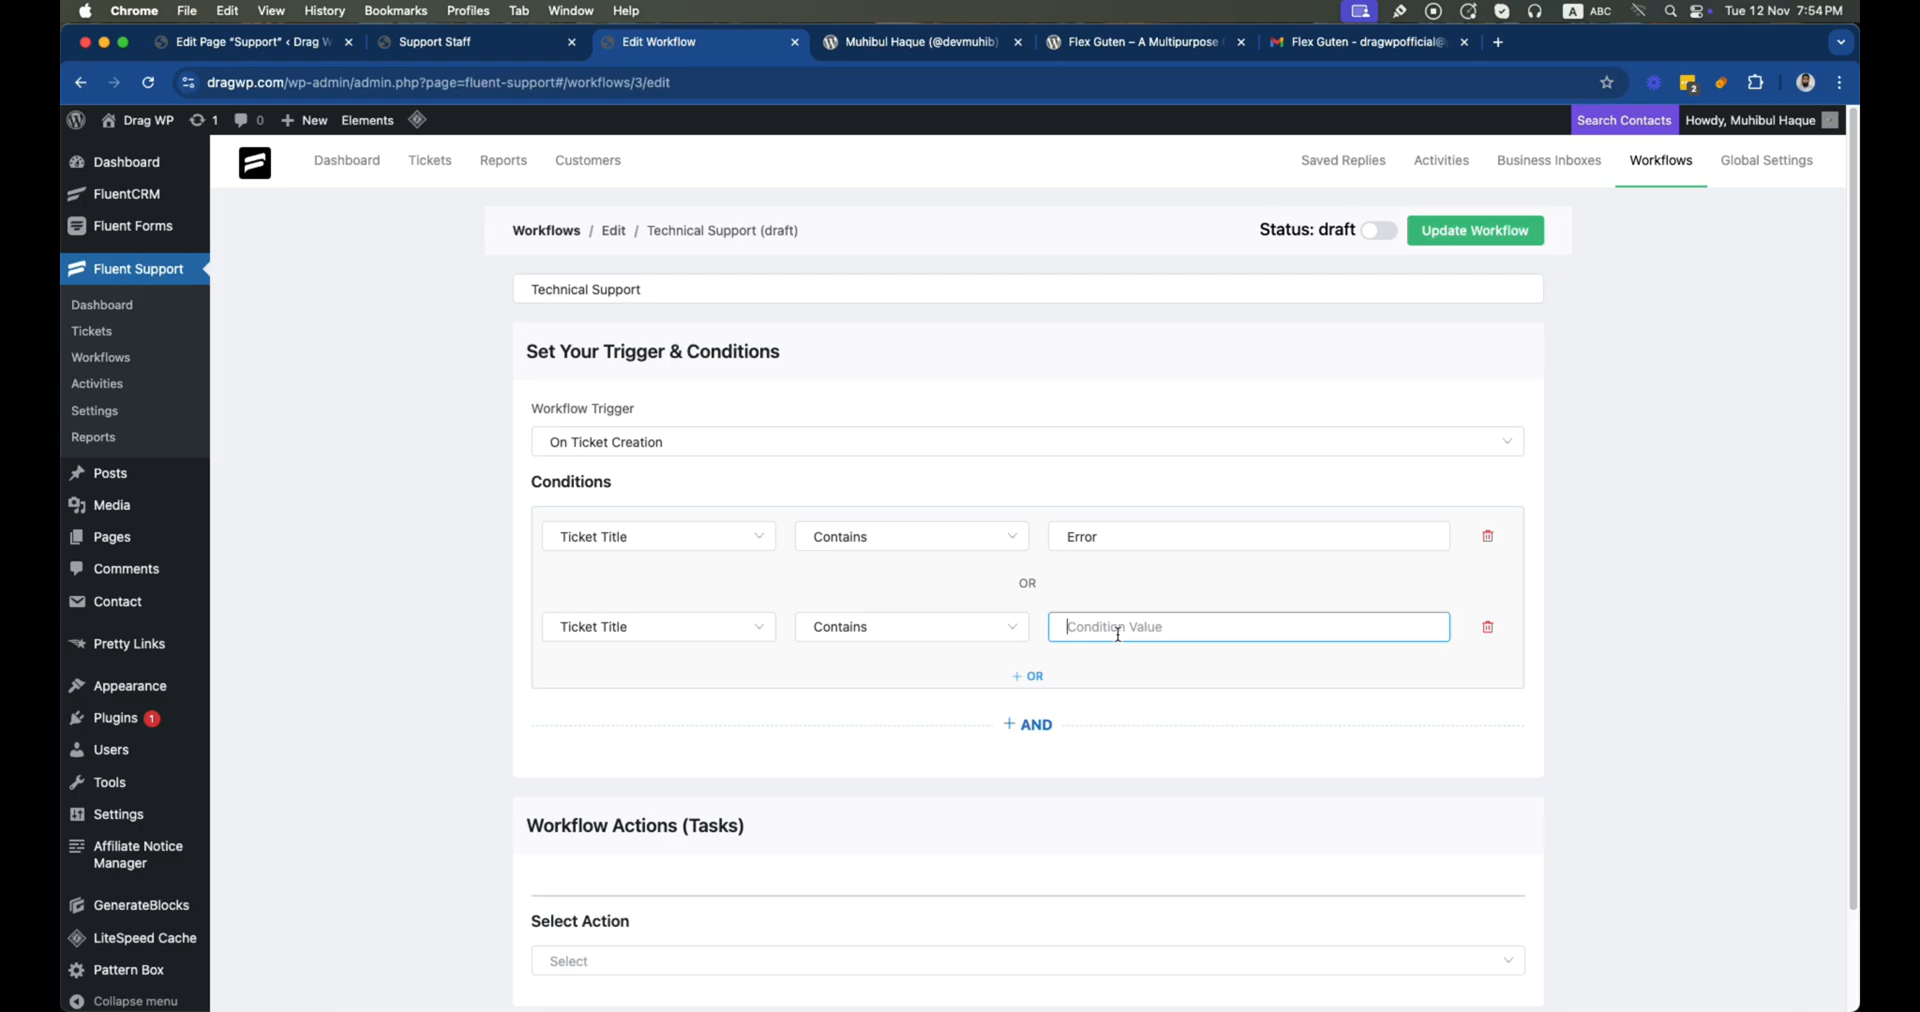 Chrome File Edit View History Bookmarks Profiles Tab Window Help
A ABC Tue 12 Nov 7:54 PM
Edit Page “Support” ‹ Drag W
Support Staff
Edit Workflow
Muhibul Haque (@devmuhib)
Flex Guten – A Multipurpose
Flex Guten - dragwpofficial@
dragwp.com/wp-admin/admin.php?page=fluent-support#/workflows/3/edit
2
Drag WP 1 0 New Elements
Search Contacts Howdy, Muhibul Haque
Dashboard
FluentCRM
Fluent Forms
Fluent Support
Dashboard
Tickets
Workflows
Activities
Settings
Reports
Posts
Media
Pages
Comments
Contact
Pretty Links
Appearance
Plugins 1
Users
Tools
Settings
Affiliate Notice
Manager
GenerateBlocks
LiteSpeed Cache
Pattern Box
Collapse menu
Dashboard Tickets Reports Customers
Saved Replies Activities Business Inboxes Workflows Global Settings
Workflows / Edit / Technical Support (draft)
Status: draft Update Workflow
Technical Support
Set Your Trigger & Conditions
Workflow Trigger
On Ticket Creation
Conditions
Ticket Title Contains Error
OR
Ticket Title Contains Condition Value
+ OR
+ AND
Workflow Actions (Tasks)
Select Action
Select